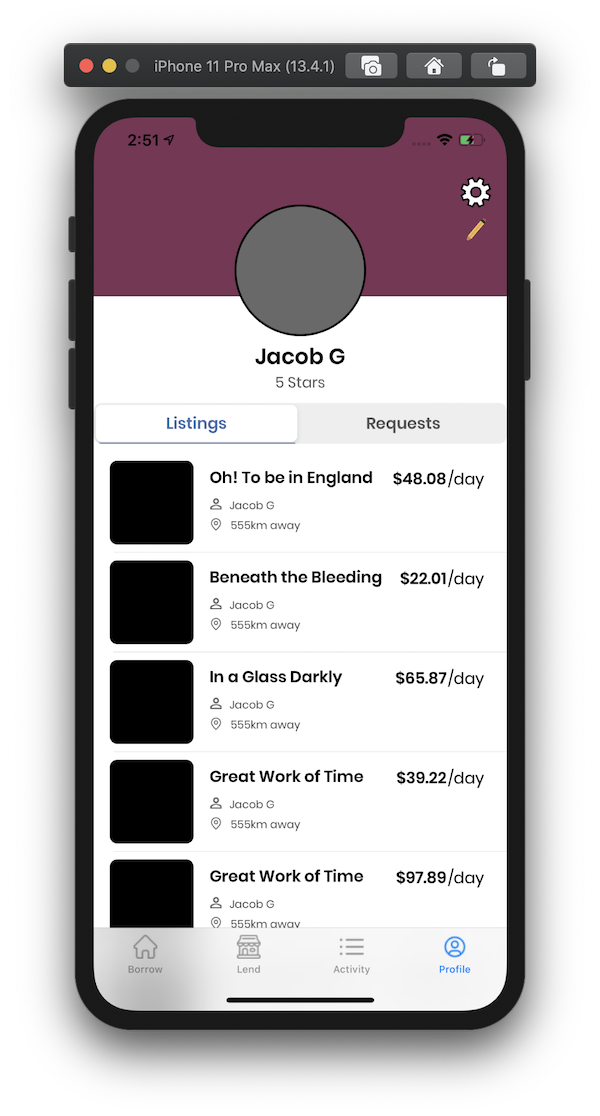 iPhone 11 Pro Max (13.4.1)
2:51
Jacob G
5 Stars
Listings Requests
Oh! To be in England $48.08/day
Jacob G
555km away
Beneath the Bleeding $22.01/day
Jacob G
555km away
In a Glass Darkly $65.87/day
Jacob G
555km away
Great Work of Time $39.22/day
Jacob G
555km away
Great Work of Time $97.89/day
Jacob G
555km away
Borrow Lend Activity Profile